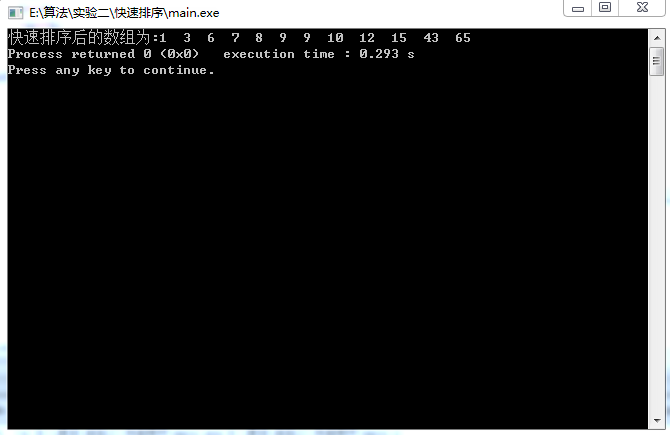 E:\算法\实验二\快速排序\main.exe
快速排序后的数组为:1  3  6  7  8  9  9  10  12  15  43  65
Process returned 0 (0x0)   execution time : 0.293 s
Press any key to continue.